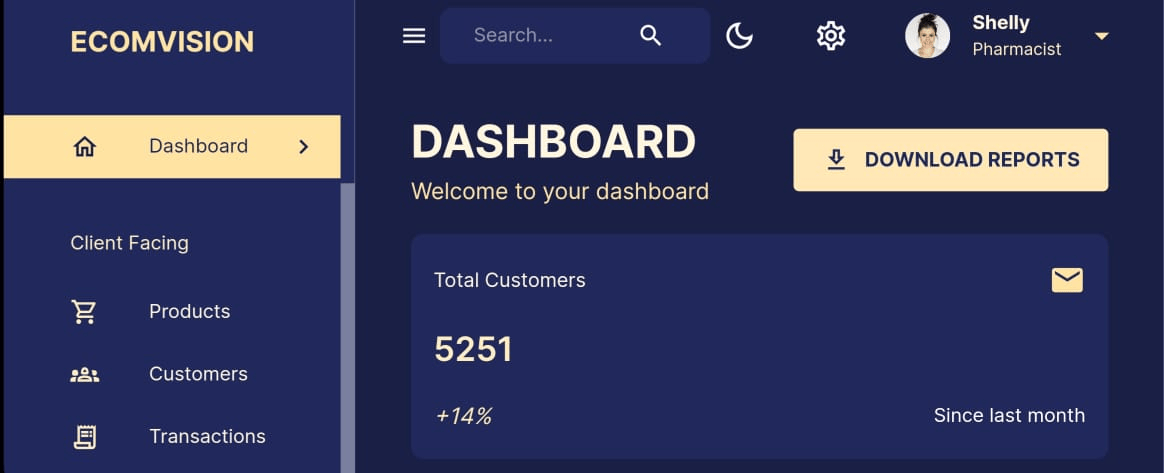 ECOMVISION
Dashboard
Client Facing
Products
Customers
Transactions
Search...
Shelly
Pharmacist
DASHBOARD
Welcome to your dashboard
DOWNLOAD REPORTS
Total Customers
5251
+14%
Since last month